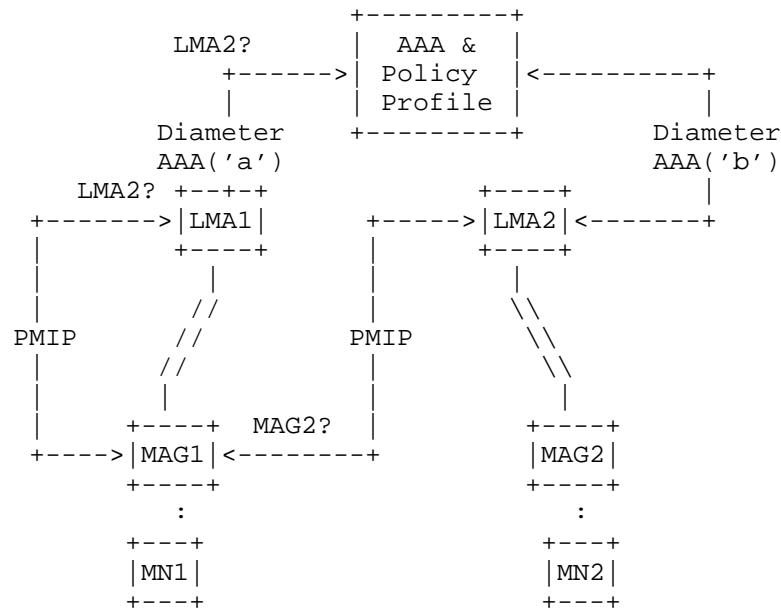 LMA2?
AAA &
Policy
Profile
Diameter
AAA('a')
Diameter
AAA('b')
LMA2?
LMA1
LMA2
PMIP
PMIP
MAG2?
MAG1
MAG2
:
:
MN1
MN2